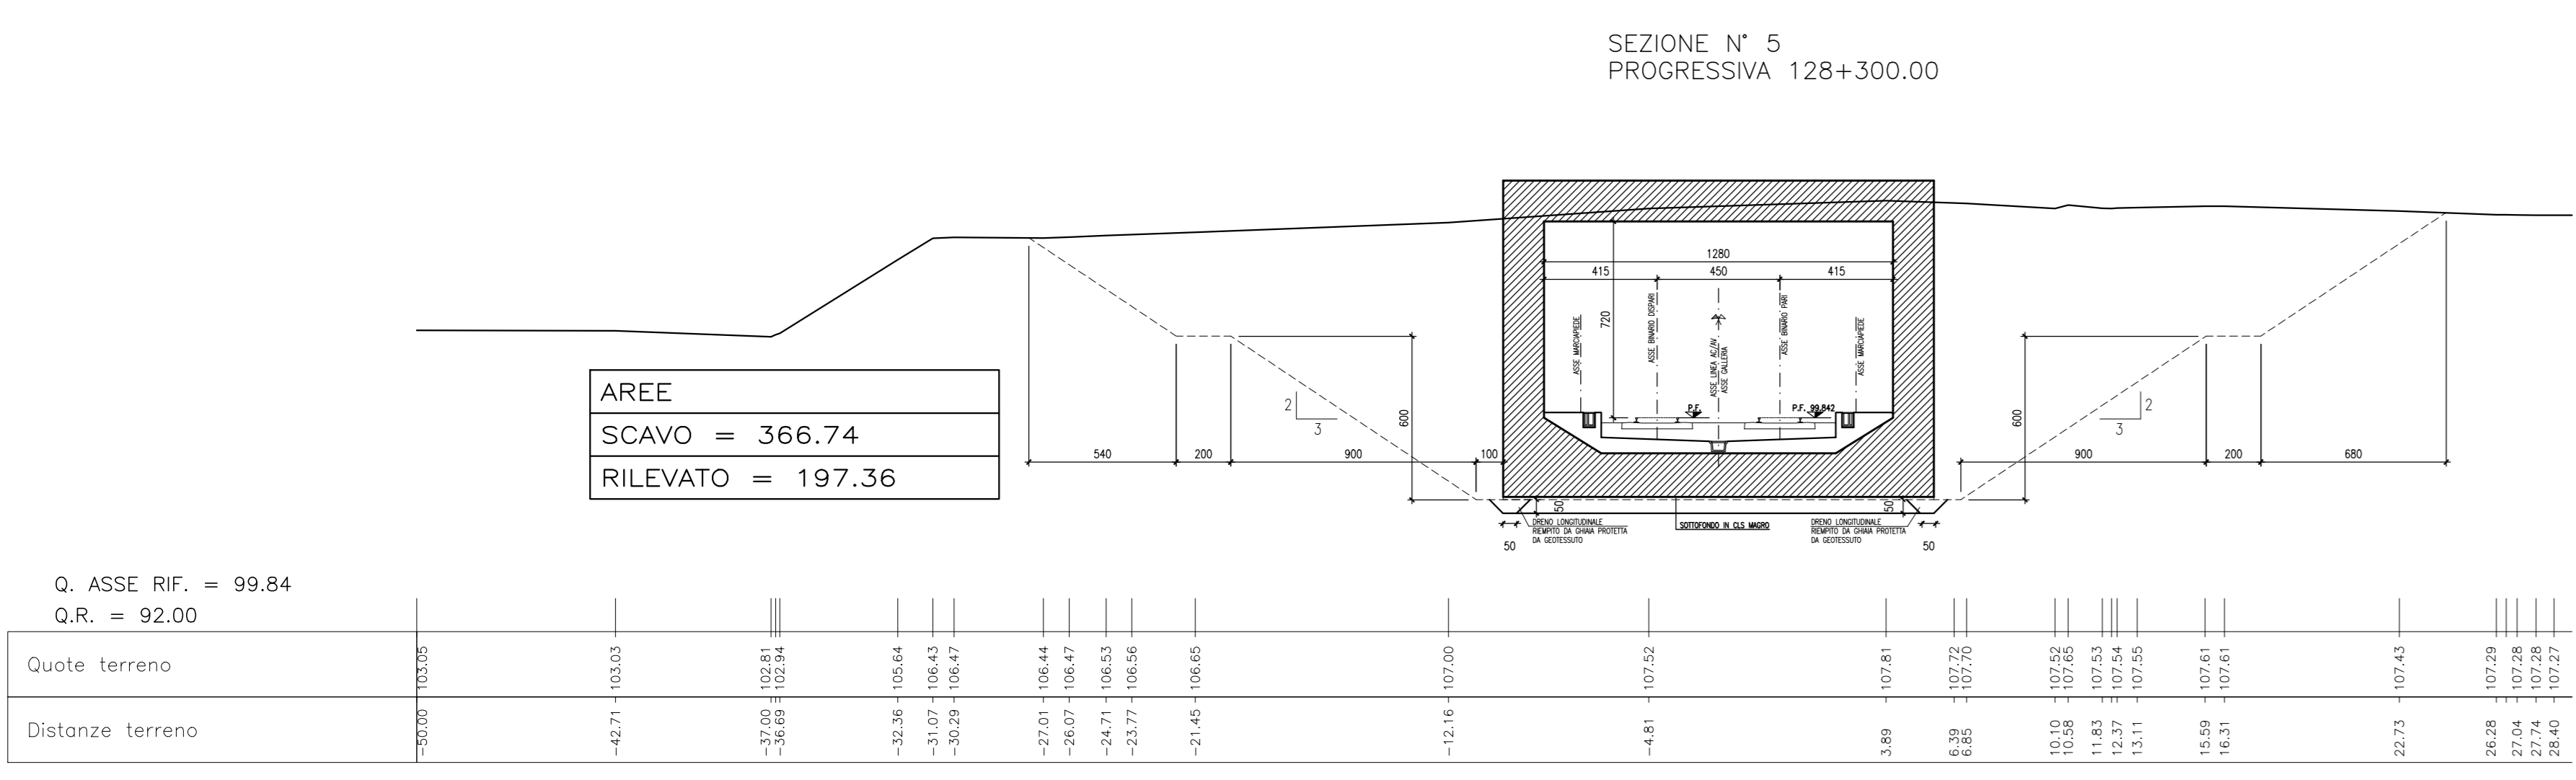 SEZIONE N° 5
PROGRESSIVA 128+300.00
1280
415 450 415
720
ASSE MARCIAPIEDE
ASSE BINARIO DISPARI
ASSE LINEA AC/AV
ASSE GALLERIA
ASSE BINARIO PARI
ASSE MARCIAPIEDE
P.F.
P.F. 99.842
AREE
SCAVO = 366.74
RILEVATO = 197.36
2
3
600
540 200 900 100
2
3
600
900 200 680
50
50
DRENO LONGITUDINALE
RIEMPITO DA GHIAIA PROTETTA
DA GEOTESSUTO
SOTTOFONDO IN CLS MAGRO
DRENO LONGITUDINALE
RIEMPITO DA GHIAIA PROTETTA
DA GEOTESSUTO
50
50
Q. ASSE RIF. = 99.84
Q.R. = 92.00
Quote terreno 103.05 103.03 102.81 102.94 105.64 106.43 106.47 106.44 106.47 106.53 106.56 106.65 107.00 107.52 107.81 107.72 107.70 107.52 107.65 107.53 107.54 107.55 107.61 107.61 107.43 107.29 107.28 107.28 107.27
Distanze terreno -50.00 -42.71 -37.00 -36.69 -32.36 -31.07 -30.29 -27.01 -26.07 -24.71 -23.77 -21.45 -12.16 -4.81 3.89 6.39 6.85 10.10 10.58 11.83 12.37 13.11 15.59 16.31 22.73 26.28 27.04 27.74 28.40